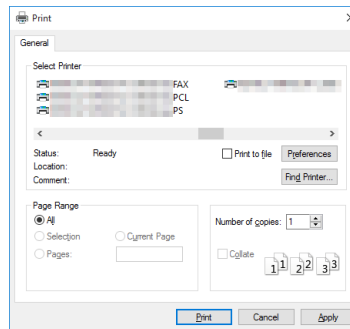 Print
General
Select Printer
FAX
PCL
PS
Status: Ready
Print to file
Preferences
Location:
Comment:
Find Printer...
Page Range
All
Selection
Current Page
Pages:
Number of copies: 1
Collate
1 1 2 2 3 3
Print
Cancel
Apply